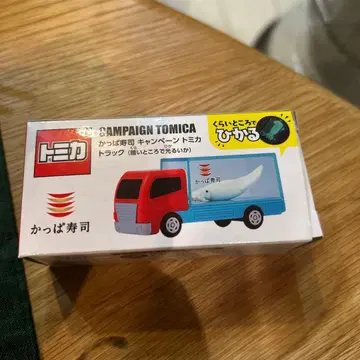 CAMPAIGN TOMICA
トミカ
かっぱ寿司 キャンペーン トミカ
トラック（暗いところで光るいか）
くらいところで
ひかる
かっぱ寿司
かっぱ寿司